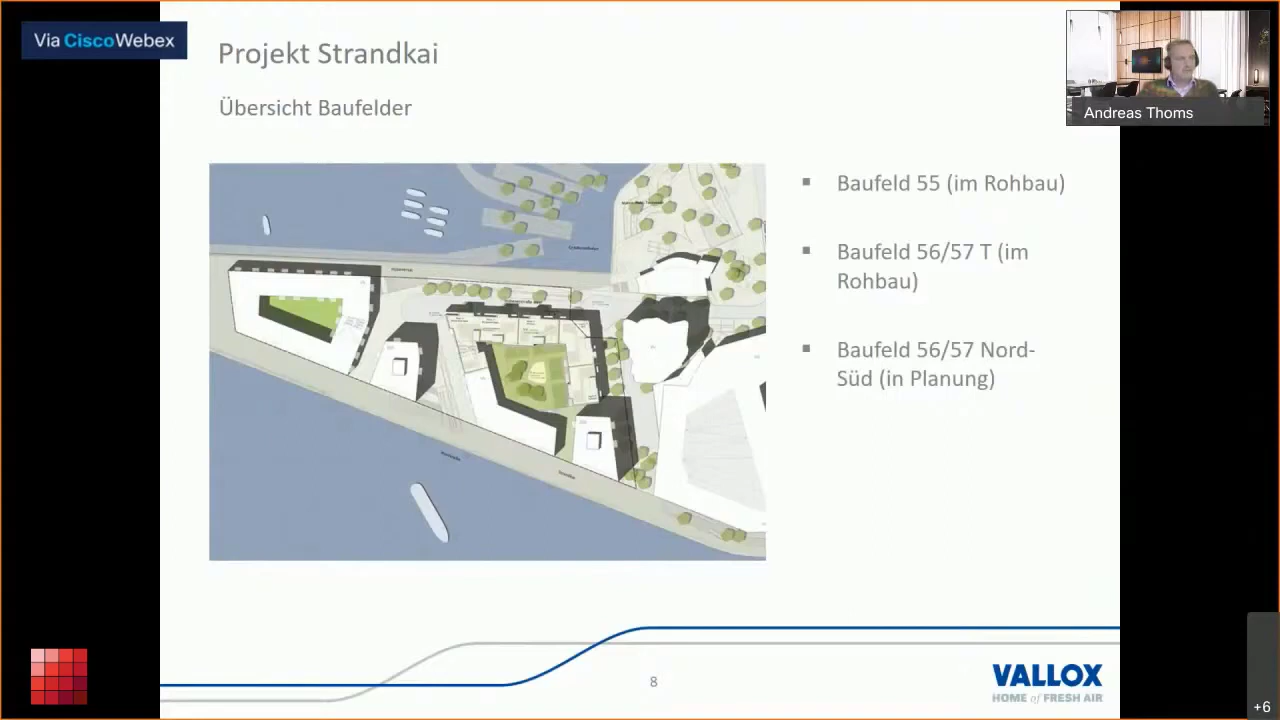 Via CiscoWebex
Projekt Strandkai
Übersicht Baufelder
Andreas Thoms
▪ Baufeld 55 (im Rohbau)
▪ Baufeld 56/57 T (im
Rohbau)
▪ Baufeld 56/57 Nord-
Süd (in Planung)
8
VALLOX
HOME of FRESH AIR
+6